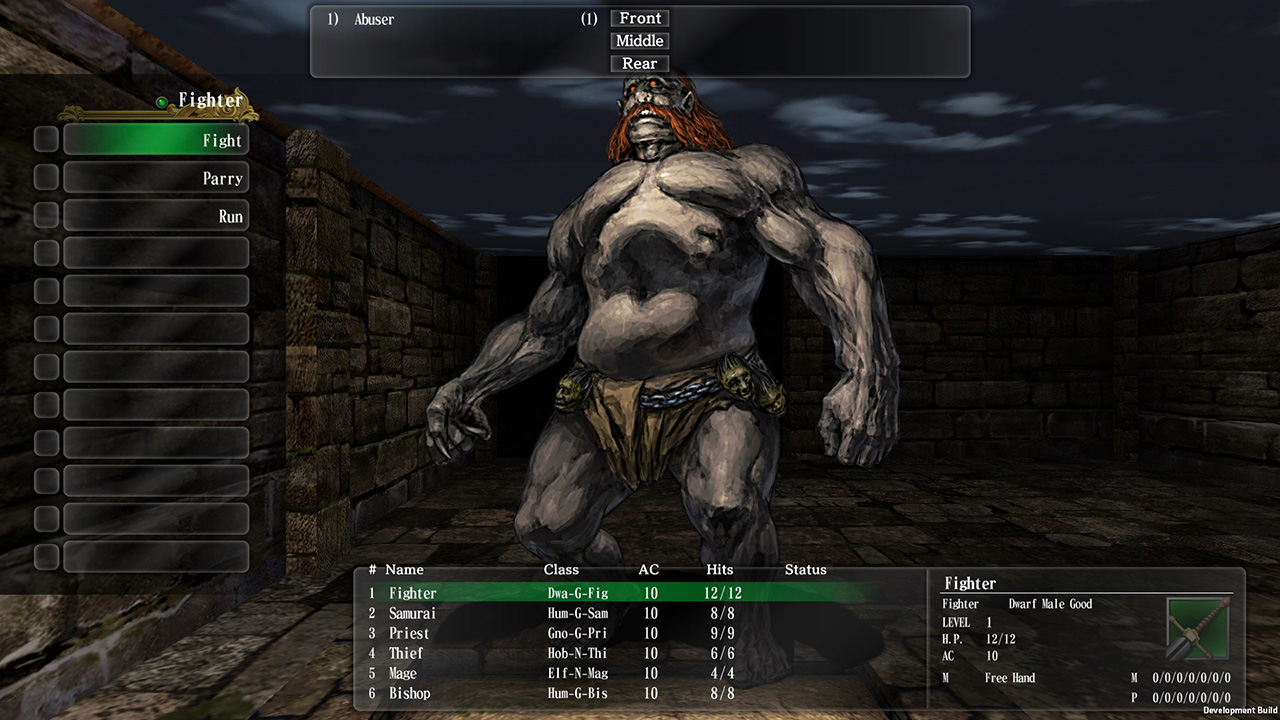 1) Abuser (1) Front
Middle
Rear
Fighter
Fight
Parry
Run
# Name Class AC Hits Status
1 Fighter Dwa-G-Fig 10 12/12
2 Samurai Hum-G-Sam 10 8/8
3 Priest Gno-G-Pri 10 9/9
4 Thief Hob-N-Thi 10 6/6
5 Mage Elf-N-Mag 10 4/4
6 Bishop Hum-G-Bis 10 8/8
Fighter
Fighter Dwarf Male Good
LEVEL 1
H.P. 12/12
AC 10
M Free Hand
M 0/0/0/0/0/0/0
P 0/0/0/0/0/0/0
Development Build